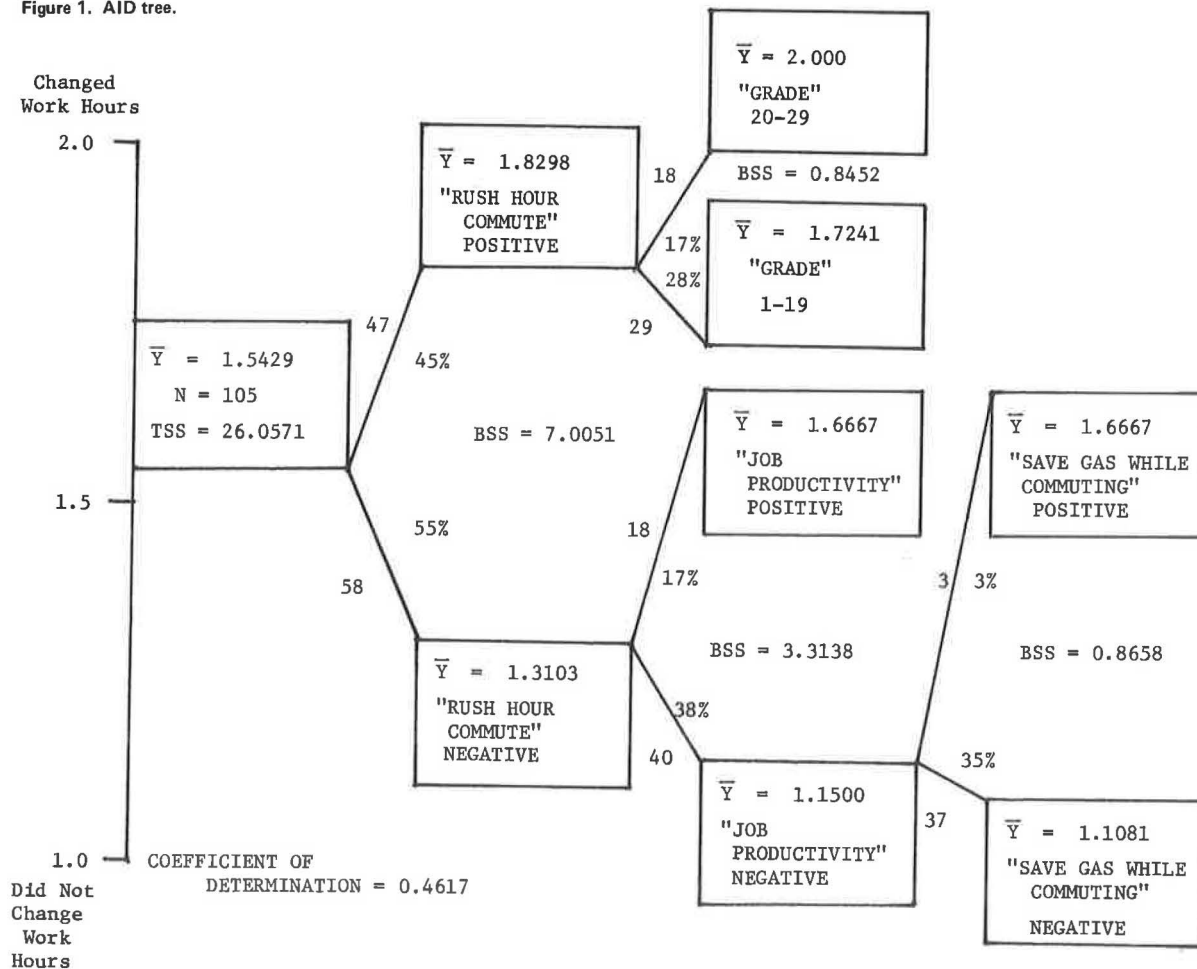 Figure 1. AID tree.
Changed
Work Hours
2.0
1.5
1.0
Did Not
Change
Work
Hours
Y̅ = 1.5429
N = 105
TSS = 26.0571
47
45%
55%
58
BSS = 7.0051
Y̅ = 1.8298
"RUSH HOUR
COMMUTE"
POSITIVE
Y̅ = 1.3103
"RUSH HOUR
COMMUTE"
NEGATIVE
18
17%
28%
29
Y̅ = 2.000
"GRADE"
20-29
BSS = 0.8452
Y̅ = 1.7241
"GRADE"
1-19
18
17%
38%
40
Y̅ = 1.6667
"JOB
PRODUCTIVITY"
POSITIVE
BSS = 3.3138
Y̅ = 1.1500
"JOB
PRODUCTIVITY"
NEGATIVE
3
3%
35%
37
Y̅ = 1.6667
"SAVE GAS WHILE
COMMUTING"
POSITIVE
BSS = 0.8658
Y̅ = 1.1081
"SAVE GAS WHILE
COMMUTING"
NEGATIVE
COEFFICIENT OF
DETERMINATION = 0.4617